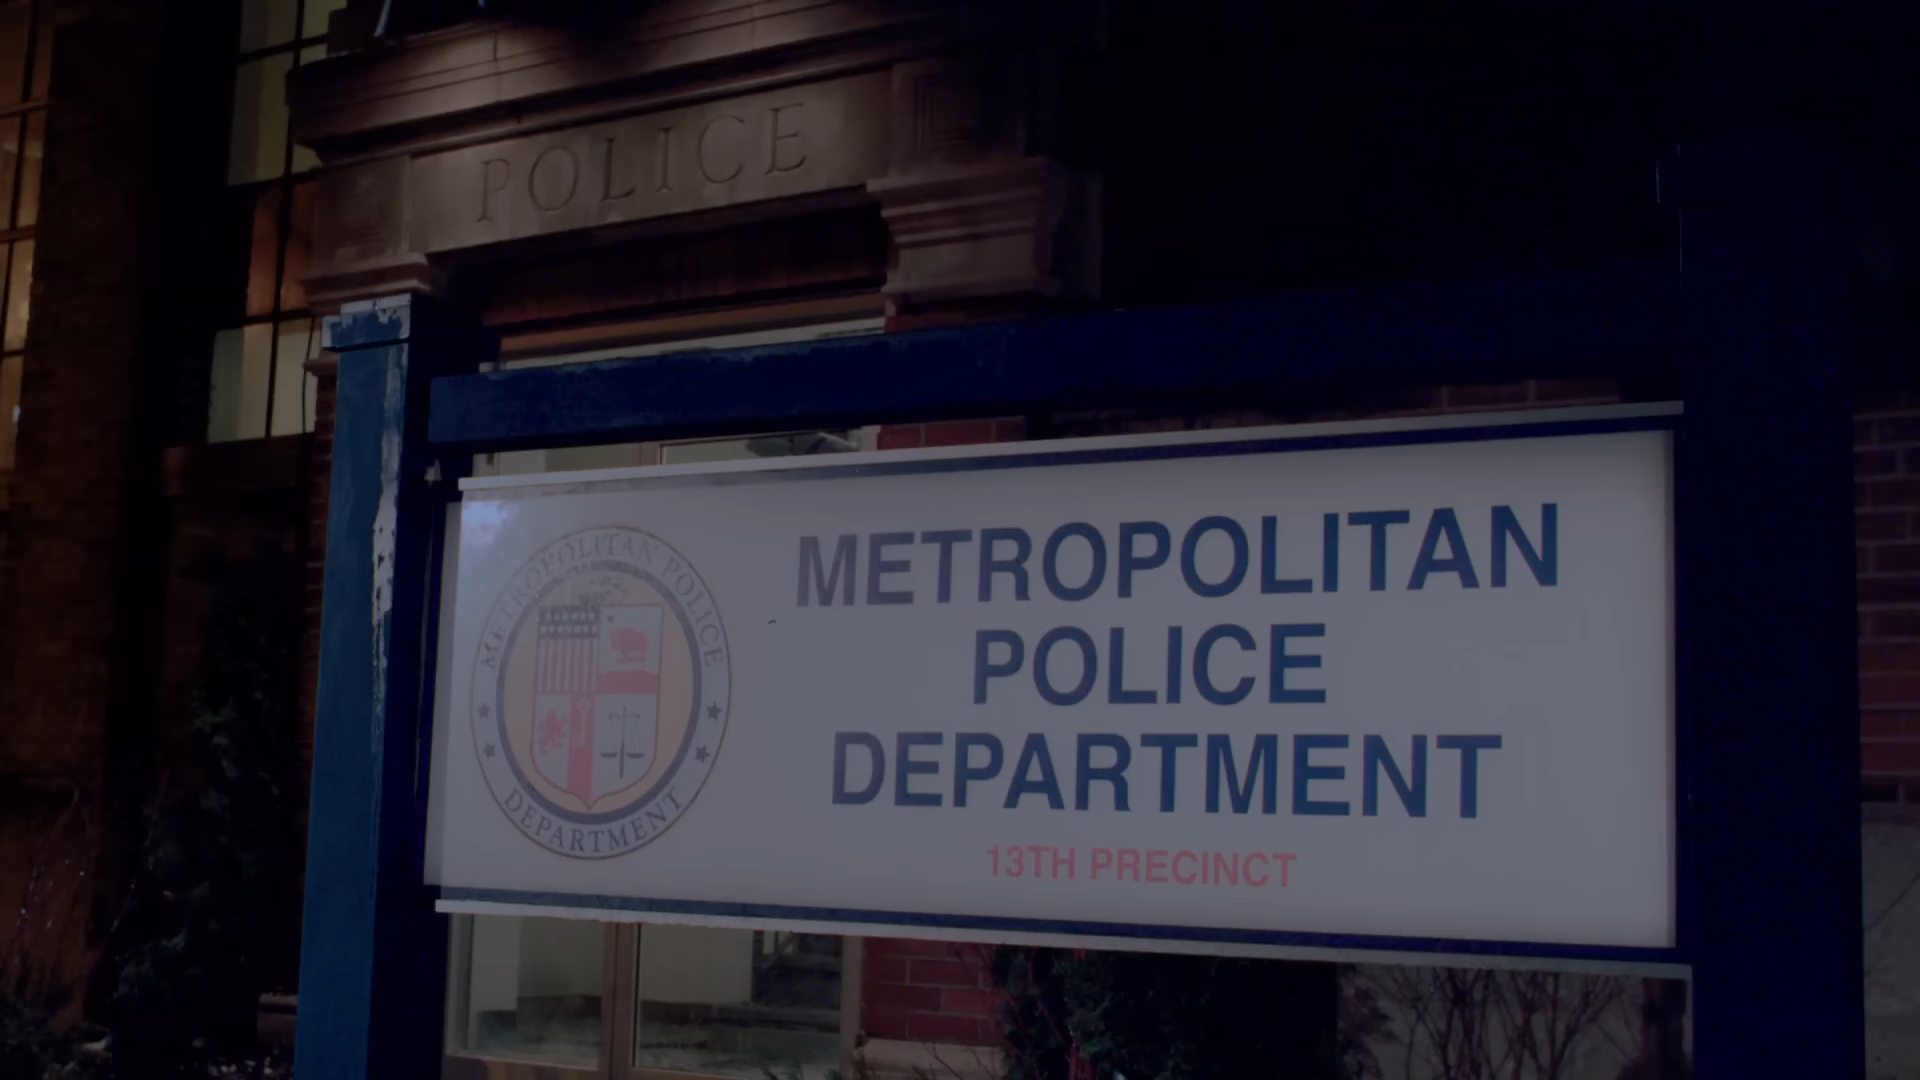 POLICE
METROPOLITAN POLICE
DEPARTMENT
METROPOLITAN
POLICE
DEPARTMENT
13TH PRECINCT